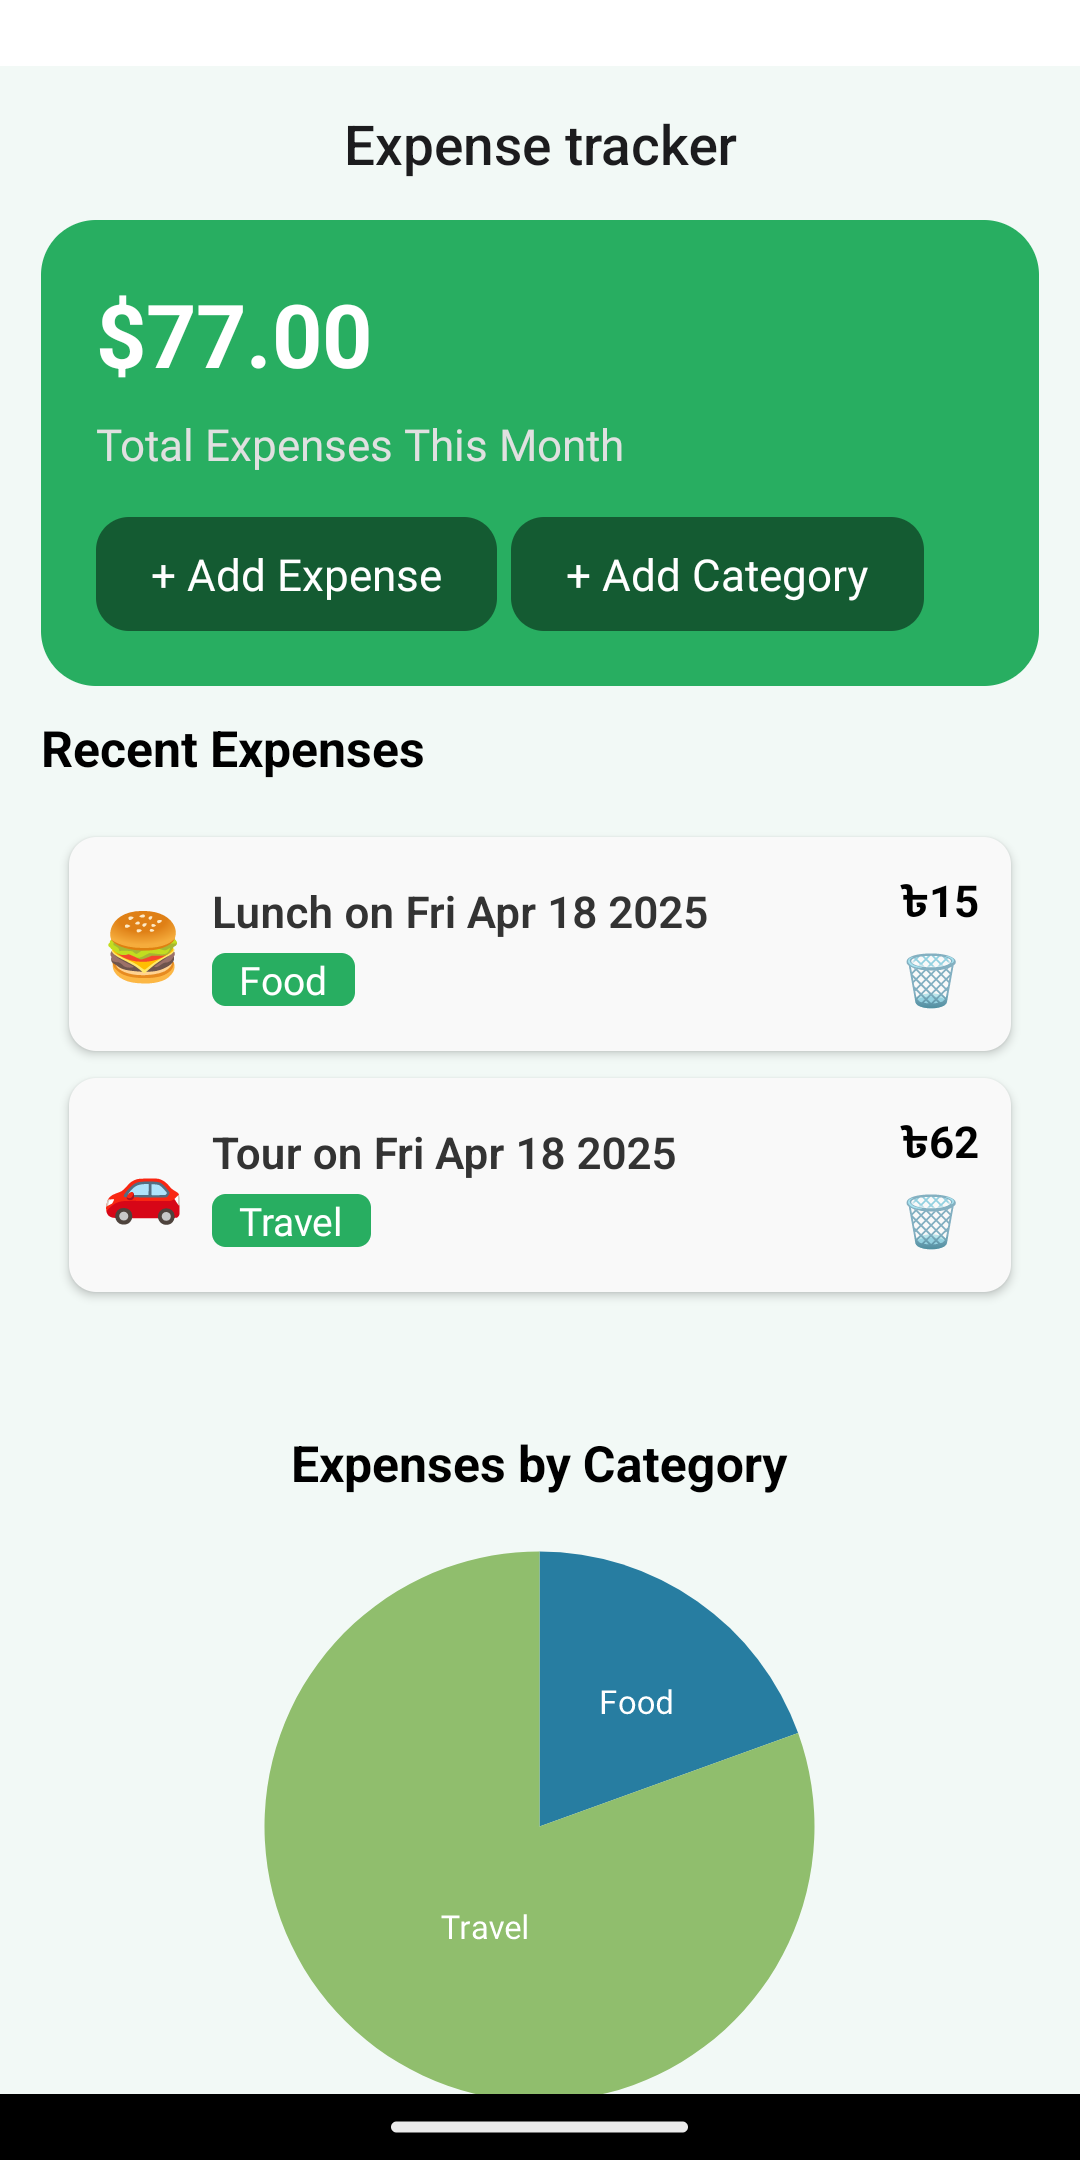 Expense tracker
$77.00
Total Expenses This Month
+ Add Expense
+ Add Category
Recent Expenses
Lunch on Fri Apr 18 2025
৳15
Food
Tour on Fri Apr 18 2025
৳62
Travel
Expenses by Category
Food
Travel